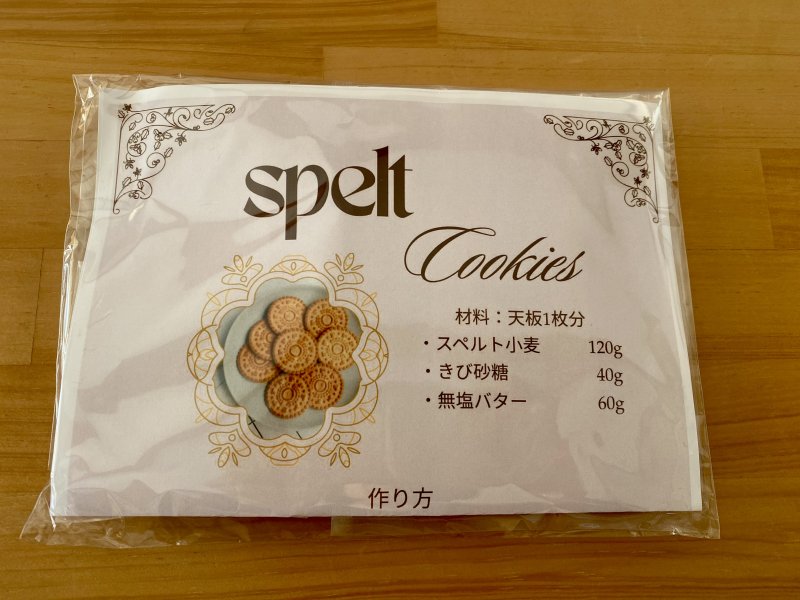 spelt
Cookies
材料：天板1枚分
・スペルト小麦 120g
・きび砂糖 40g
・無塩バター 60g
作り方